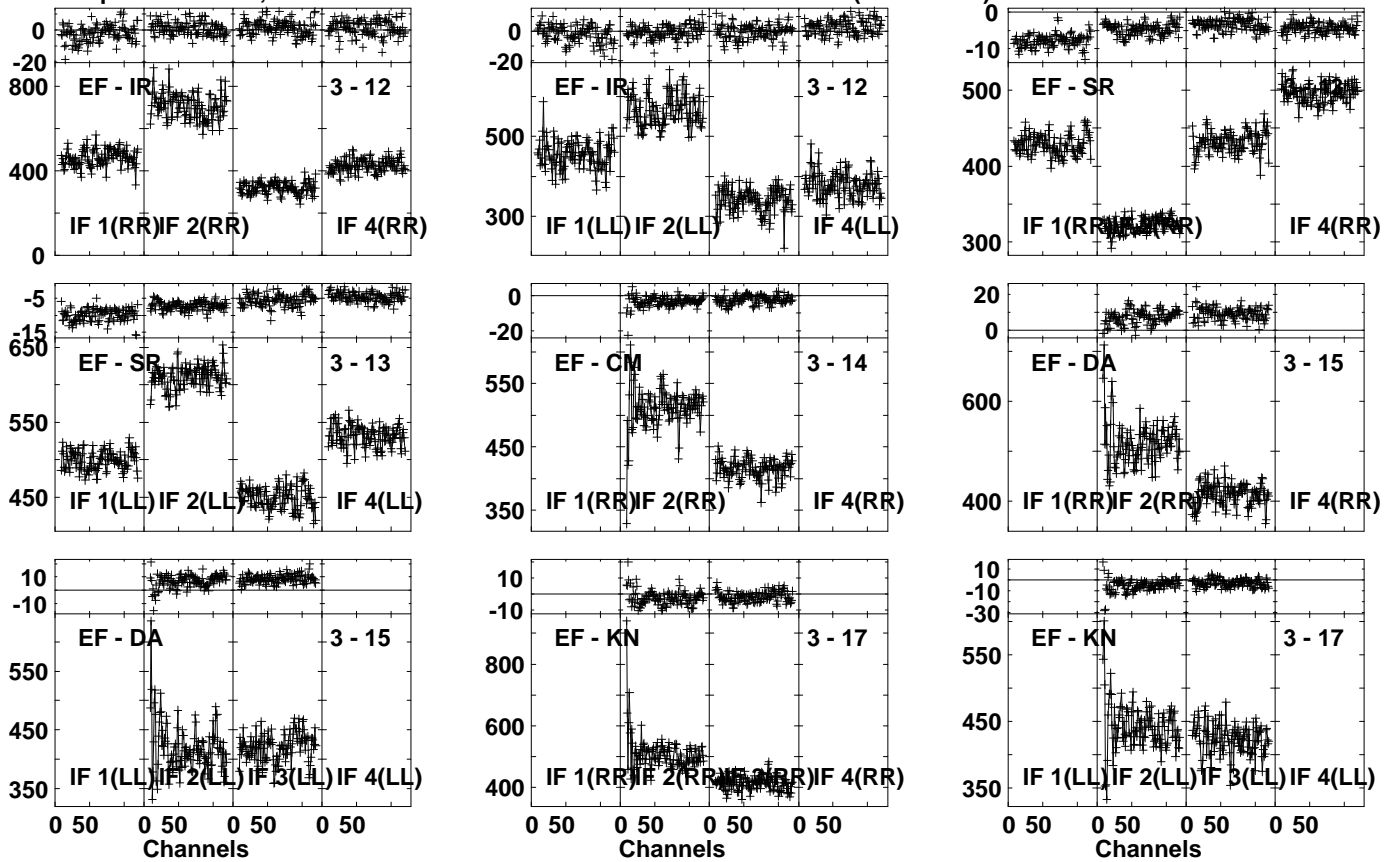 0
-20
800
400
0
EF - IR
3 - 12
IF 1(RR)
IF 2(RR)
IF 4(RR)
0
-20
500
300
EF - IR
3 - 12
IF 1(LL)
IF 2(LL)
IF 4(LL)
0
-10
500
400
300
EF - SR
IF 4(RR)
-5
-15
650
550
450
EF - SR
3 - 13
IF 1(LL)
IF 2(LL)
IF 4(LL)
0
-20
550
450
350
EF - CM
3 - 14
IF 1(RR)
IF 2(RR)
IF 4(RR)
20
0
600
400
EF - DA
3 - 15
IF 1(RR)
IF 2(RR)
IF 4(RR)
10
-10
550
450
350
EF - DA
3 - 15
IF 1(LL)
IF 2(LL)
IF 3(LL)
IF 4(LL)
0 50 0 50 0 50 0 50
Channels
10
-10
800
600
400
EF - KN
3 - 17
IF 1(RR)
IF 2(RR)
IF 4(RR)
0 50 0 50 0 50 0 50
Channels
10
-10
-30
550
450
350
EF - KN
3 - 17
IF 1(LL)
IF 2(LL)
IF 3(LL)
IF 4(LL)
0 50 0 50 0 50 0 50
Channels